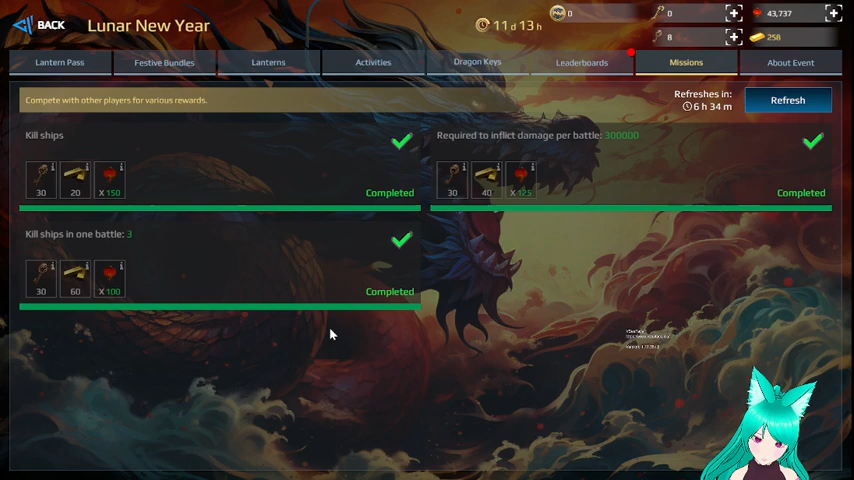 BACK
Lunar New Year
11 d 13 h
0
0
43,737
8
258
Lantern Pass
Festive Bundles
Lanterns
Activities
Dragon Keys
Leaderboards
Missions
About Event
Compete with other players for various rewards.
Refreshes in:
6 h 34 m
Refresh
Kill ships
30
20
X 150
Completed
Required to inflict damage per battle: 300000
30
40
X 125
Completed
Kill ships in one battle: 3
30
60
X 100
Completed